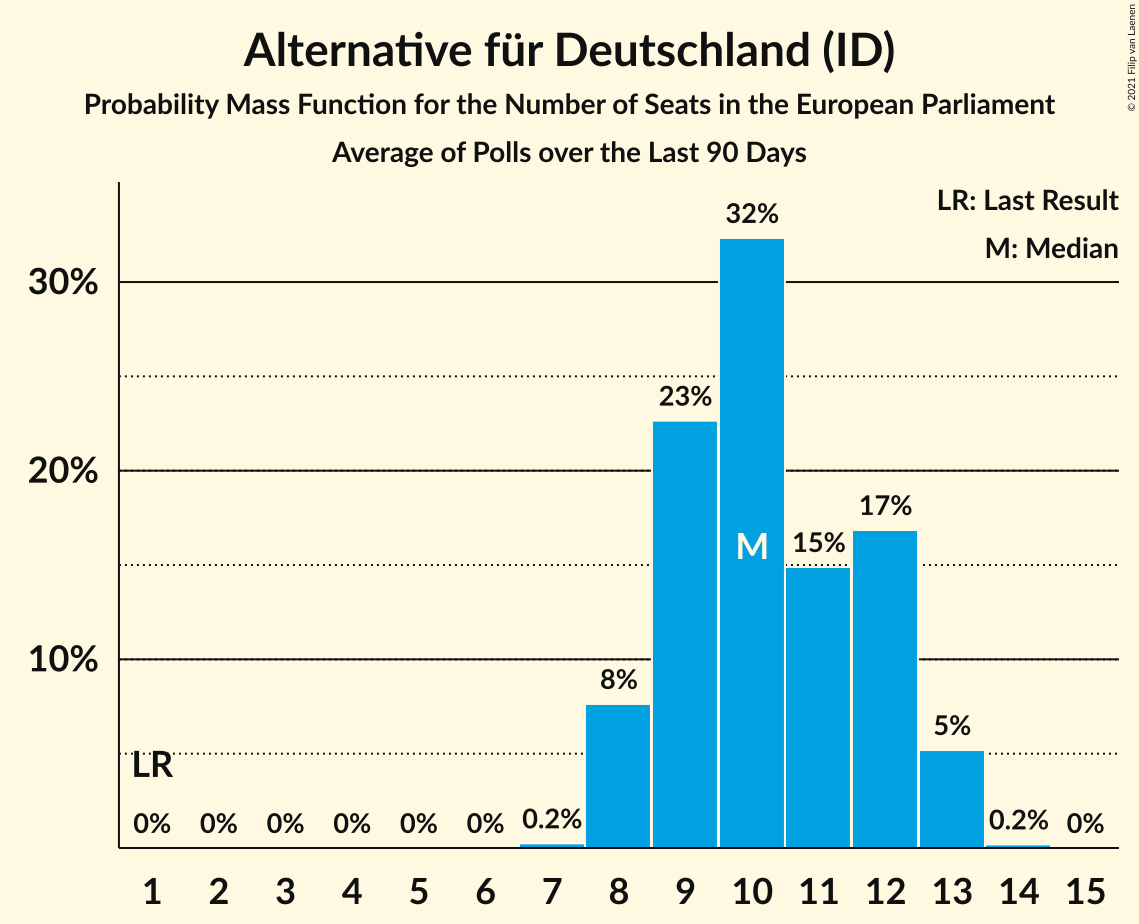 Alternative für Deutschland (ID)
Probability Mass Function for the Number of Seats in the European Parliament
Average of Polls over the Last 90 Days
© 2021 Filip van Laenen
LR: Last Result
M: Median
32%
30%
23%
20%
17%
M
15%
10%
8%
5%
LR
0%
0%
0%
0%
0%
0%
0.2%
0.2%
0%
1 2 3 4 5 6 7 8 9 10 11 12 13 14 15